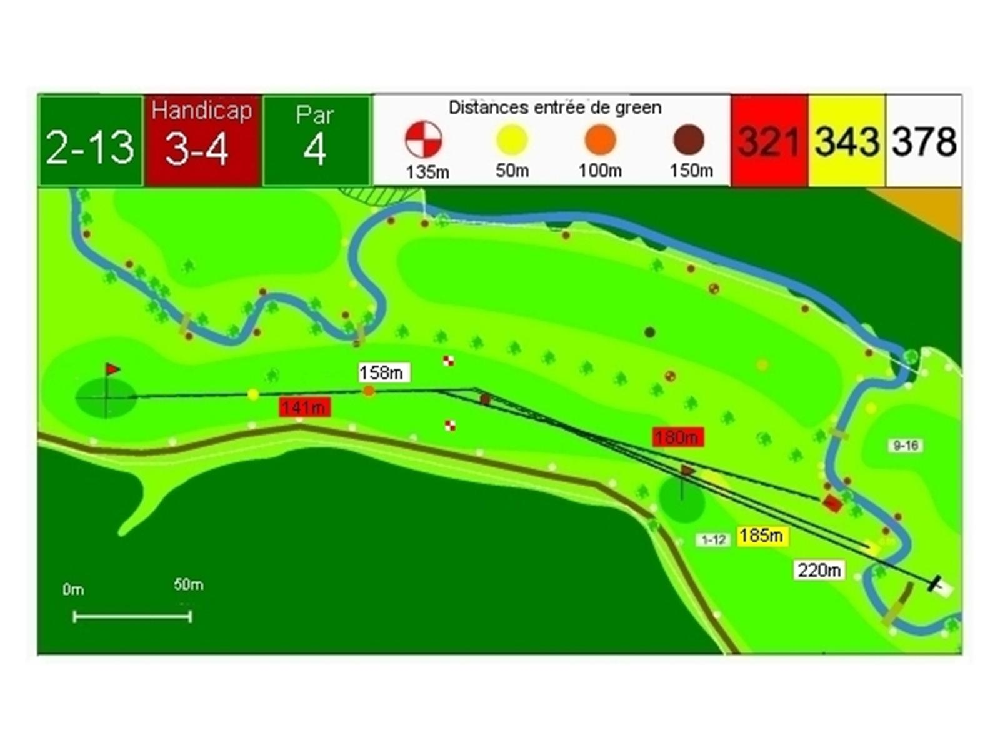 2-13
Handicap
3-4
Par
4
Distances entrée de green
135m
50m
100m
150m
321
343
378
158m
141m
180m
9-16
1-12
185m
220m
0m
50m